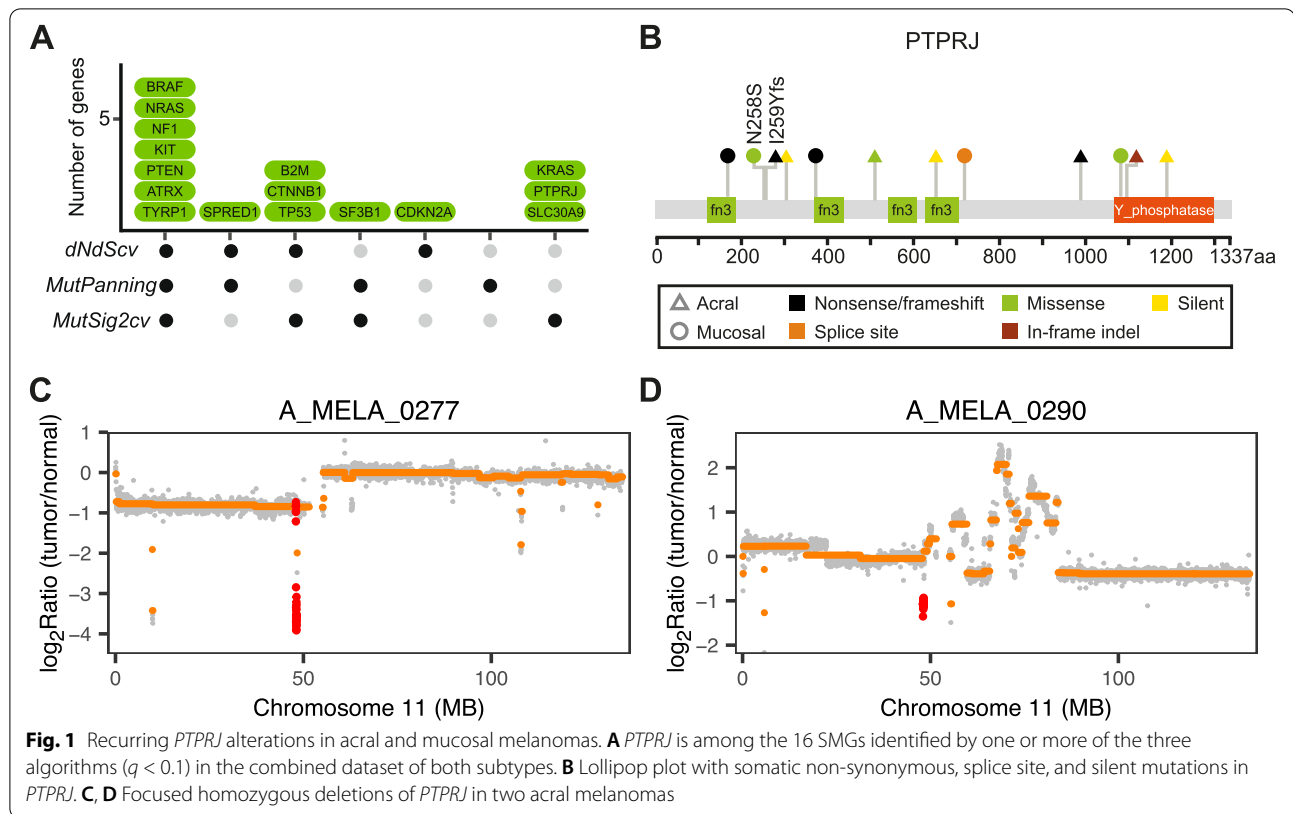 A
Number of genes
5
BRAF
NRAS
NF1
KIT
PTEN
ATRX
TYRP1
SPRED1
B2M
CTNNB1
TP53
SF3B1
CDKN2A
KRAS
PTPRJ
SLC30A9
dNdScv
MutPanning
MutSig2cv
B
PTPRJ
N258S
I259Yfs
fn3 fn3 fn3 fn3 Y_phosphatase
0 200 400 600 800 1000 1200 1337aa
Acral Nonsense/frameshift Missense Silent
Mucosal Splice site In-frame indel
C
A_MELA_0277
log2Ratio (tumor/normal)
1
0
−1
−2
−3
−4
0 50 100
Chromosome 11 (MB)
D
A_MELA_0290
log2Ratio (tumor/normal)
2
1
0
−1
−2
0 50 100
Chromosome 11 (MB)
Fig. 1 Recurring PTPRJ alterations in acral and mucosal melanomas. A PTPRJ is among the 16 SMGs identified by one or more of the three
algorithms (q < 0.1) in the combined dataset of both subtypes. B Lollipop plot with somatic non-synonymous, splice site, and silent mutations in
PTPRJ. C, D Focused homozygous deletions of PTPRJ in two acral melanomas